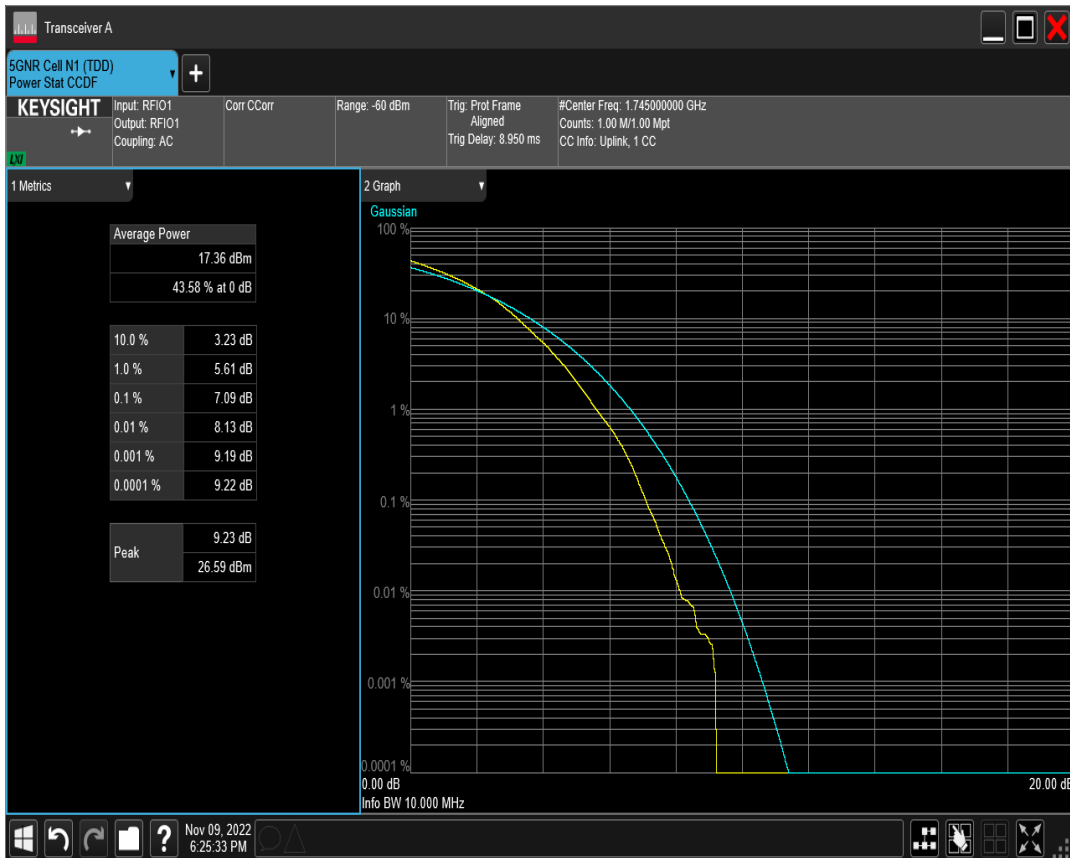 Transceiver A
5GNR Cell N1 (TDD)
Power Stat CCDF
+
KEYSIGHT
LXI
Input: RFIO1
Output: RFIO1
Coupling: AC
Corr CCorr
Range: -60 dBm
Trig: Prot Frame
Aligned
Trig Delay: 8.950 ms
#Center Freq: 1.745000000 GHz
Counts: 1.00 M/1.00 Mpt
CC Info: Uplink, 1 CC
1 Metrics
Average Power
17.36 dBm
43.58 % at 0 dB
10.0 % 3.23 dB
1.0 % 5.61 dB
0.1 % 7.09 dB
0.01 % 8.13 dB
0.001 % 9.19 dB
0.0001 % 9.22 dB
Peak
9.23 dB
26.59 dBm
2 Graph
Gaussian
100 %
10 %
1 %
0.1 %
0.01 %
0.001 %
0.0001 %
0.00 dB 20.00 dB
Info BW 10.000 MHz
?
Nov 09, 2022
6:25:33 PM